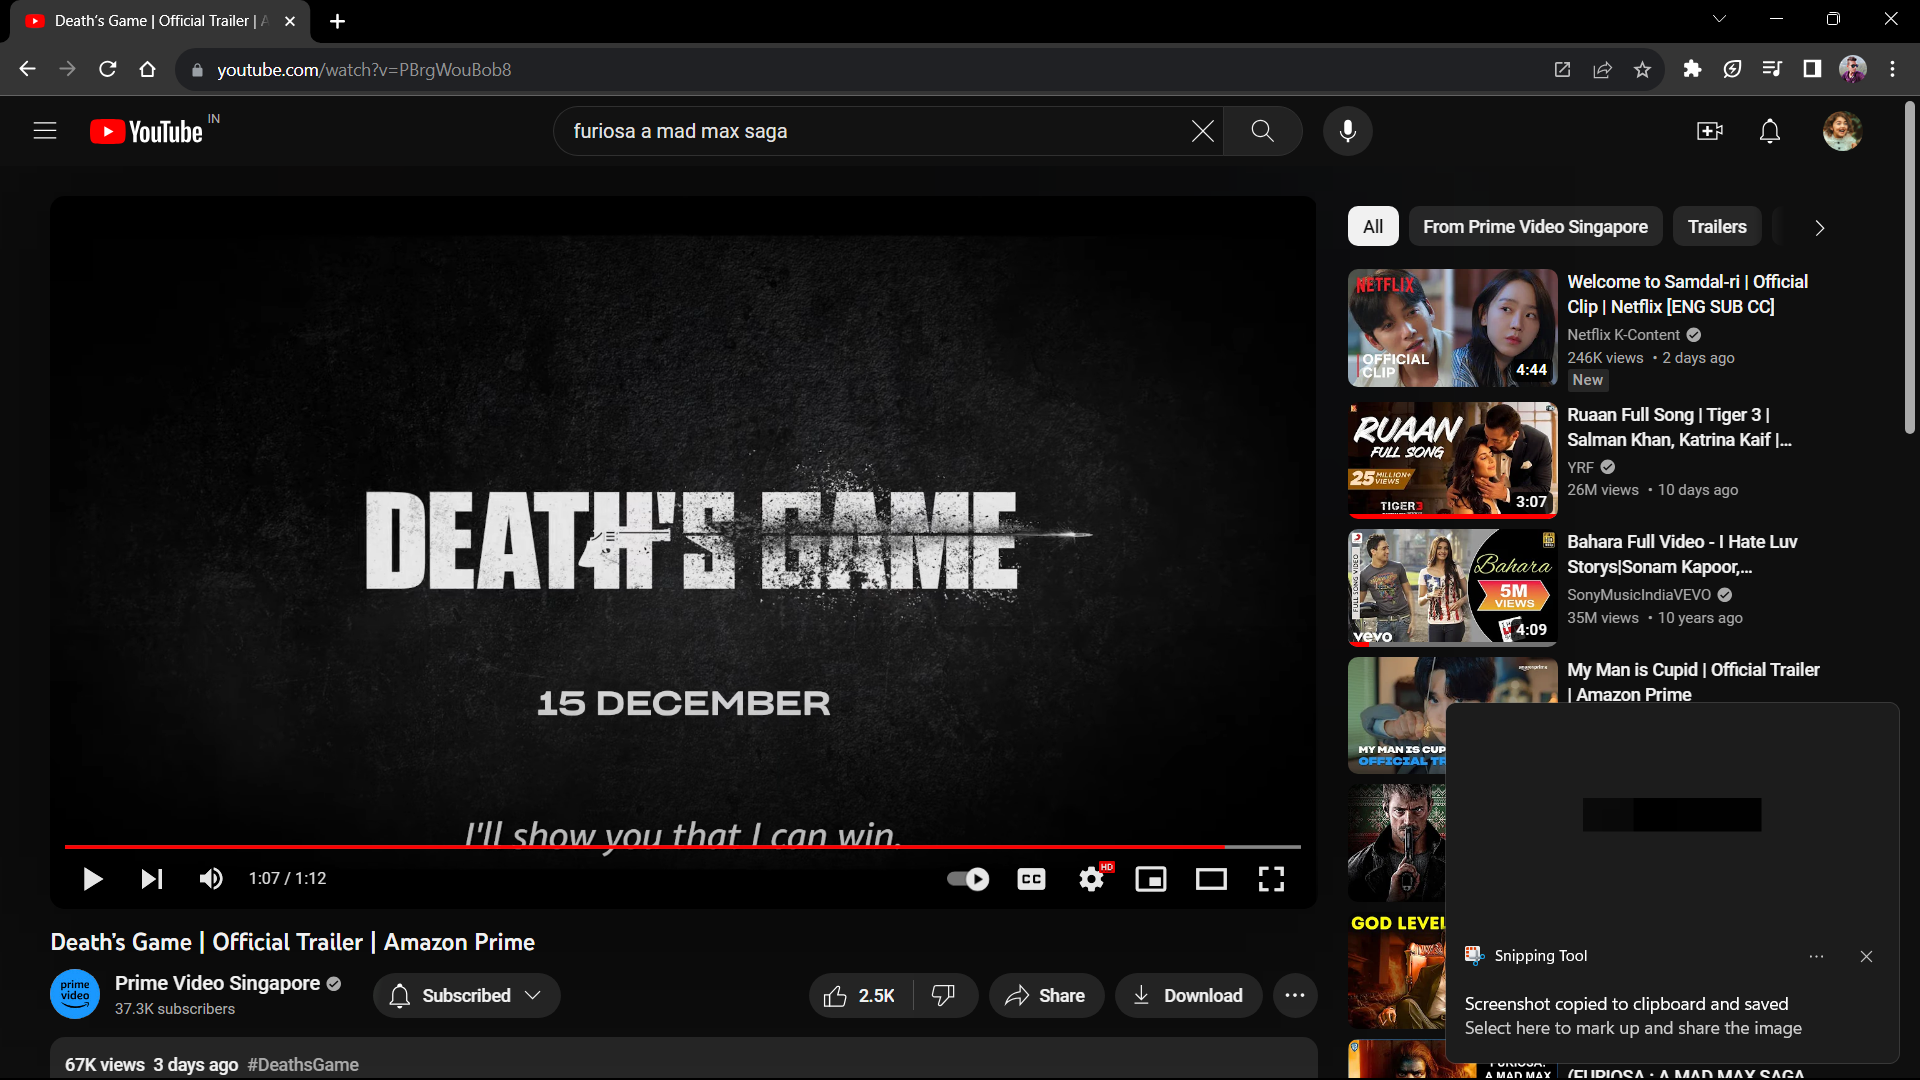 Death's Game | Official Trailer |
youtube.com/watch?v=PBrgWouBob8
YouTube IN
furiosa a mad max saga
DEATH'S GAME
15 DECEMBER
I'll show you that I can win.
1:07 / 1:12
CC
HD
Death's Game | Official Trailer | Amazon Prime
prime video
Prime Video Singapore
37.3K subscribers
Subscribed
2.5K
Share
Download
67K views 3 days ago #DeathsGame
All
From Prime Video Singapore
Trailers
NETFLIX
OFFICIAL
CLIP
4:44
Welcome to Samdal-ri | Official
Clip | Netflix [ENG SUB CC]
Netflix K-Content
246K views • 2 days ago
New
RUAAN
FULL SONG
25 MILLION+
VIEWS
TIGER 3
3:07
Ruaan Full Song | Tiger 3 |
Salman Khan, Katrina Kaif |...
YRF
26M views • 10 days ago
FULL SONG VIDEO
Bahara
5M
VIEWS
vevo
4:09
Bahara Full Video - I Hate Luv
Storys|Sonam Kapoor,...
SonyMusicIndiaVEVO
35M views • 10 years ago
MY MAN IS CUP
OFFICIAL TR
My Man is Cupid | Official Trailer
| Amazon Prime
GOD LEVEL
Snipping Tool
Screenshot copied to clipboard and saved
Select here to mark up and share the image
A MAD MAX
(FURIOSA : A MAD MAX SAGA